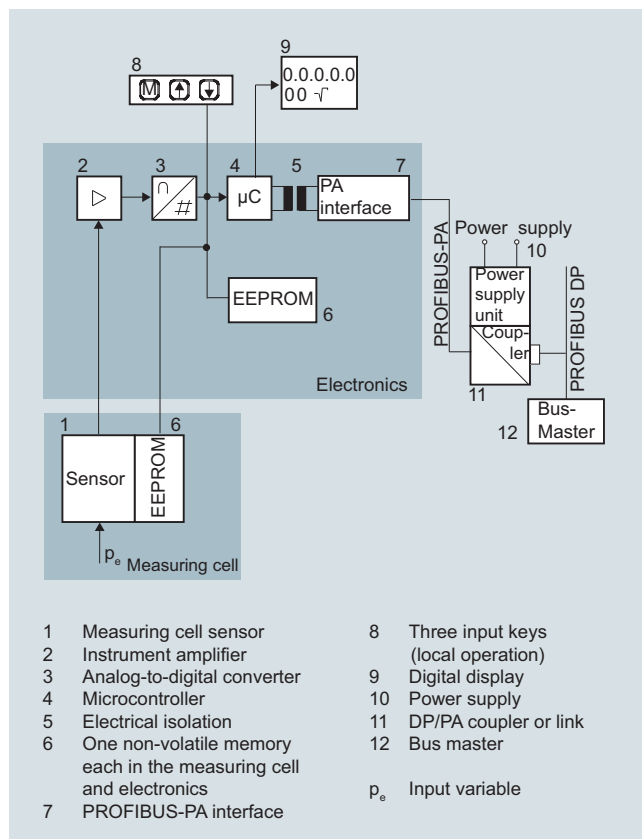 9
8
0.0.0.0.0
M
00 √
2
3
4
5
7
µC
PA
interface
∩
#
Power supply
10
PROFIBUS-PA
PROFIBUS DP
EEPROM
6
Power
supply
unit
Coup-
ler
Electronics
11
Bus-
Master
12
1
6
Sensor
EEPROM
pe
Measuring cell
1 Measuring cell sensor
2 Instrument amplifier
3 Analog-to-digital converter
4 Microcontroller
5 Electrical isolation
6 One non-volatile memory
each in the measuring cell
and electronics
7 PROFIBUS-PA interface
8 Three input keys
(local operation)
9 Digital display
10 Power supply
11 DP/PA coupler or link
12 Bus master
pe Input variable